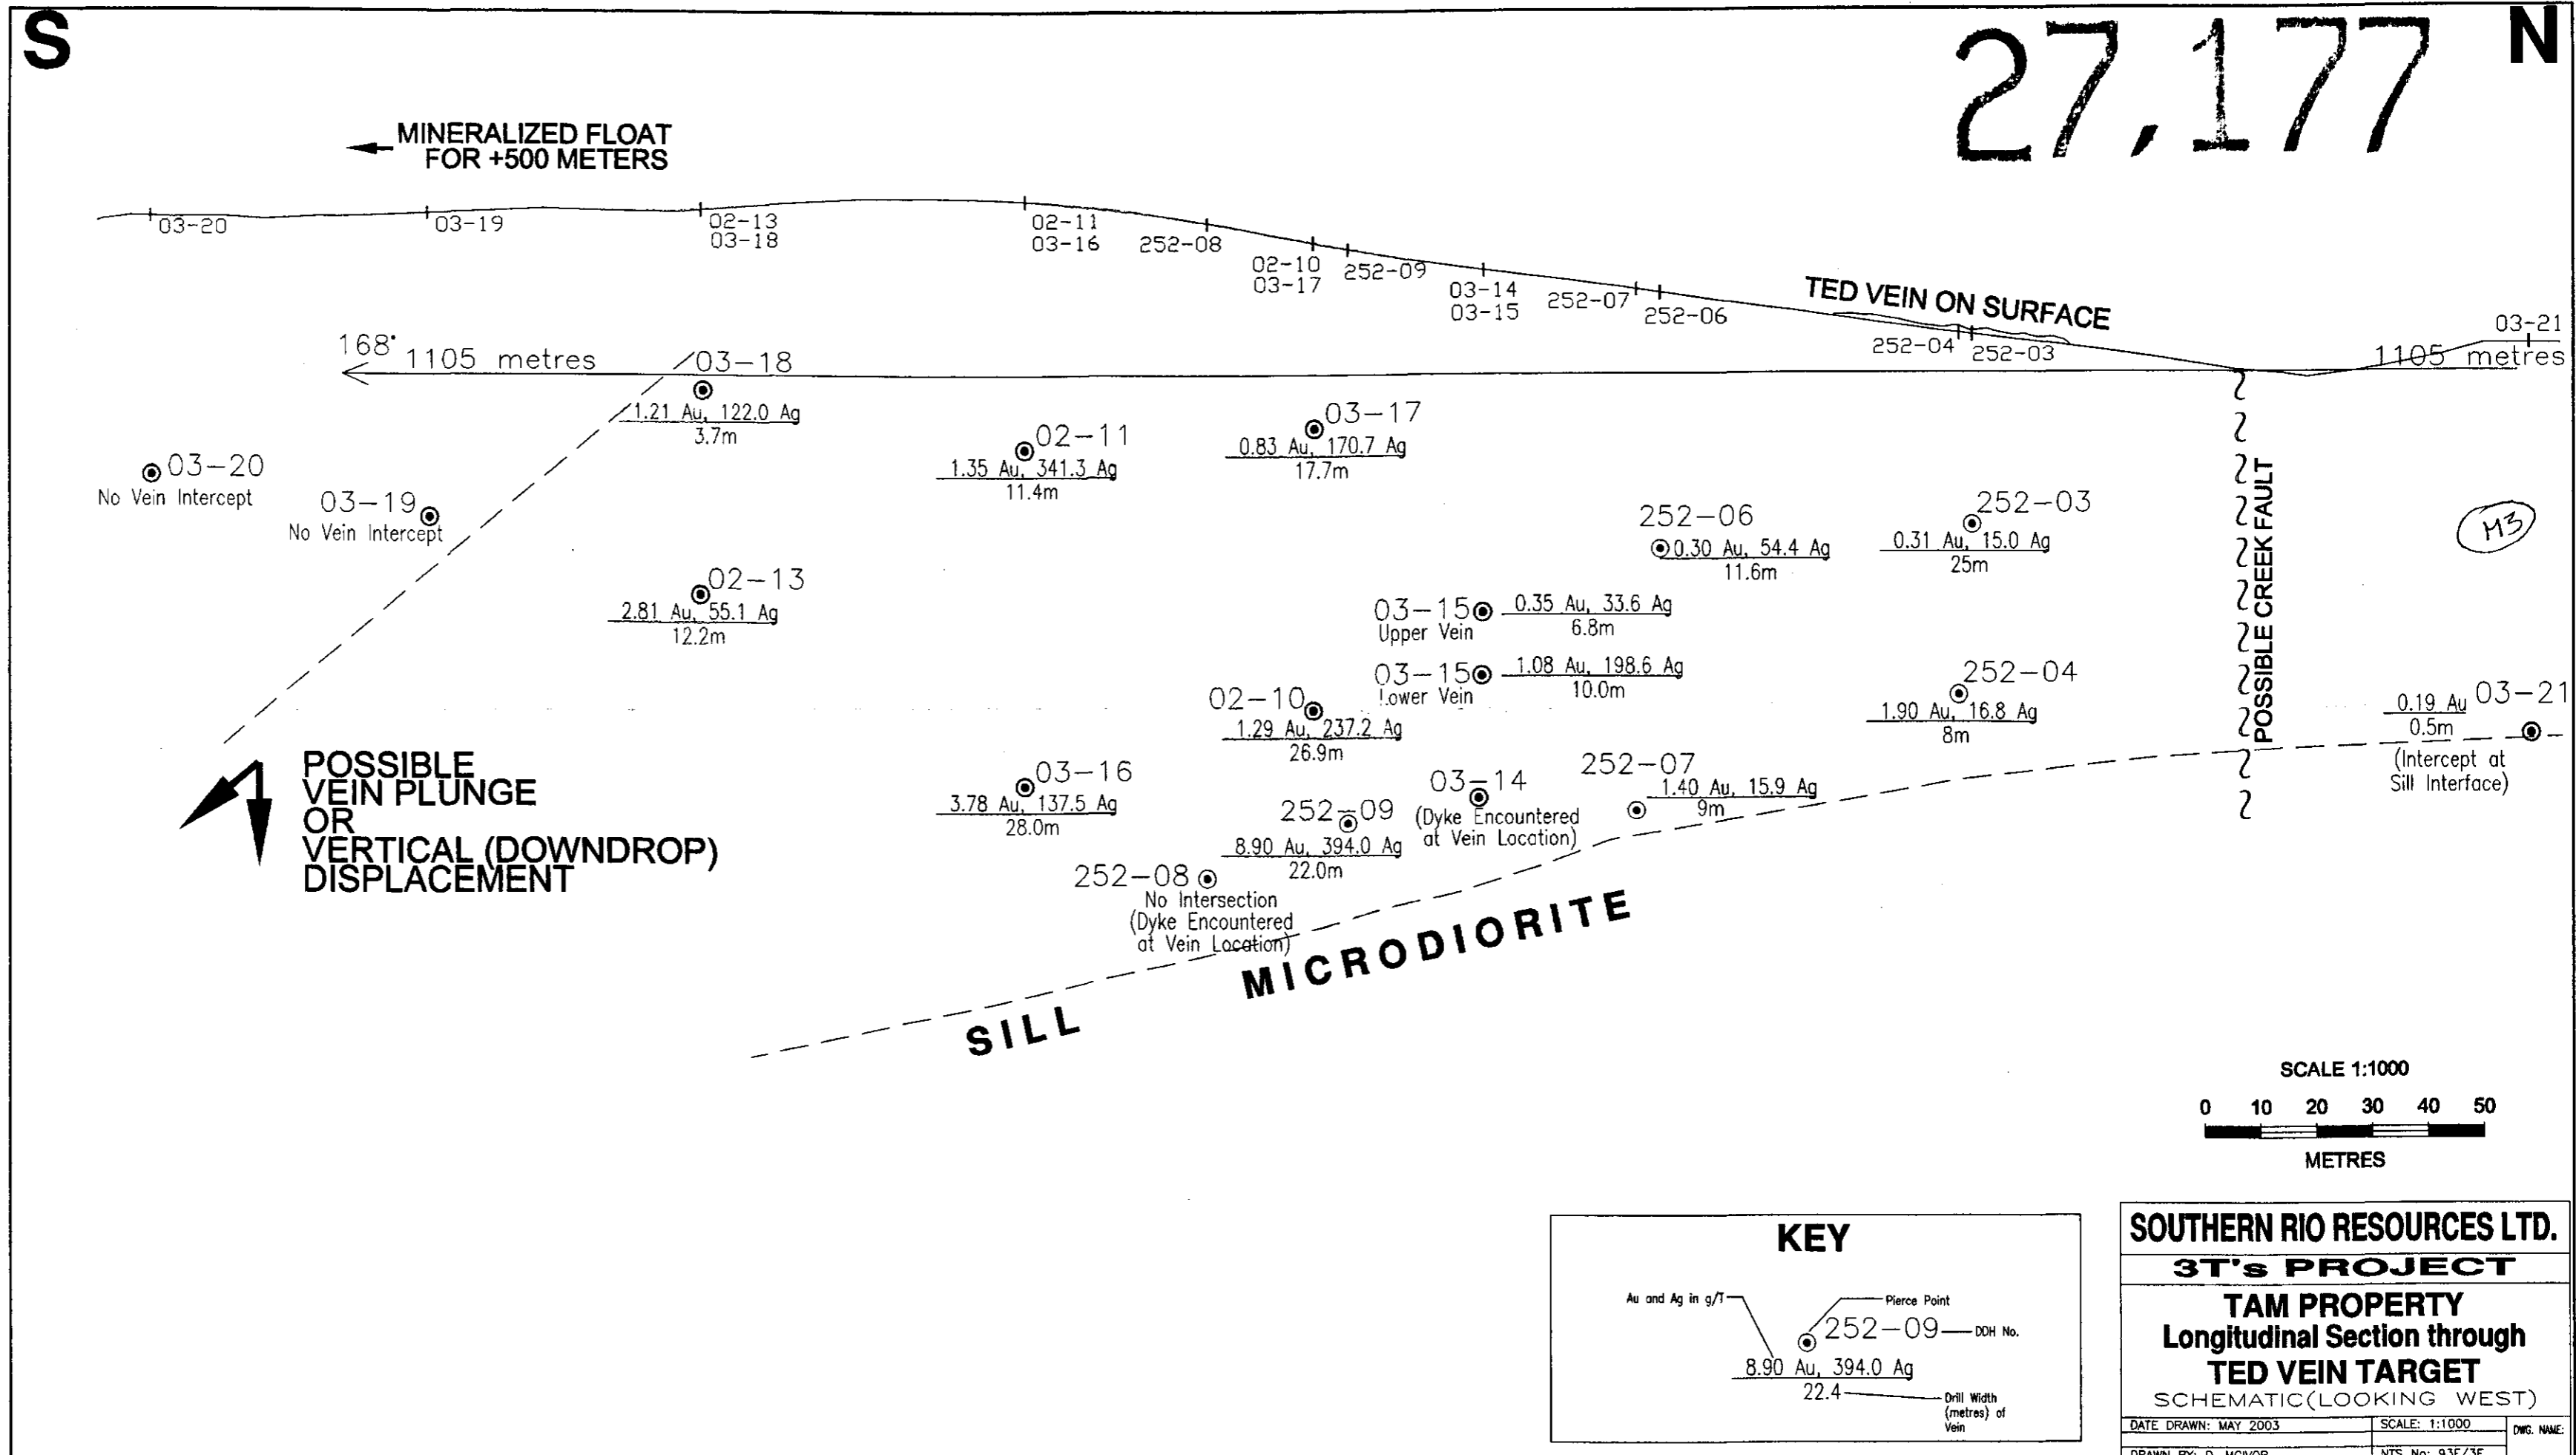 S
27,177
N
MINERALIZED FLOAT
FOR +500 METERS
03-20
03-19
02-13
03-18
02-11
03-16
252-08
02-10
03-17
252-09
03-14
03-15
252-07
252-06
TED VEIN ON SURFACE
252-04
252-03
03-21
168°
1105 metres
1105 metres
03-18
1.21 Au, 122.0 Ag
3.7m
02-11
1.35 Au, 341.3 Ag
11.4m
03-17
0.83 Au, 170.7 Ag
17.7m
03-20
No Vein Intercept
03-19
No Vein Intercept
252-06
0.30 Au, 54.4 Ag
11.6m
252-03
0.31 Au, 15.0 Ag
25m
POSSIBLE CREEK FAULT
M3
02-13
2.81 Au, 55.1 Ag
12.2m
03-15
Upper Vein
0.35 Au, 33.6 Ag
6.8m
03-15
Lower Vein
1.08 Au, 198.6 Ag
10.0m
02-10
1.29 Au, 237.2 Ag
26.9m
252-04
1.90 Au, 16.8 Ag
8m
03-21
0.19 Au
0.5m
(Intercept at
Sill Interface)
POSSIBLE
VEIN PLUNGE
OR
VERTICAL (DOWNDROP)
DISPLACEMENT
03-16
3.78 Au, 137.5 Ag
28.0m
252-09
8.90 Au, 394.0 Ag
22.0m
03-14
(Dyke Encountered
at Vein Location)
252-07
1.40 Au, 15.9 Ag
9m
252-08
No Intersection
(Dyke Encountered
at Vein Location)
SILL MICRODIORITE
SCALE 1:1000
0 10 20 30 40 50
METRES
KEY
Au and Ag in g/T
Pierce Point
252-09
DDH No.
8.90 Au, 394.0 Ag
22.4
Drill Width
(metres) of
Vein
SOUTHERN RIO RESOURCES LTD.
3T's PROJECT
TAM PROPERTY
Longitudinal Section through
TED VEIN TARGET
SCHEMATIC(LOOKING WEST)
DATE DRAWN: MAY 2003
SCALE: 1:1000
DWG. NAME:
DRAWN BY: D. MCIVOR
NTS No: 93F/3E